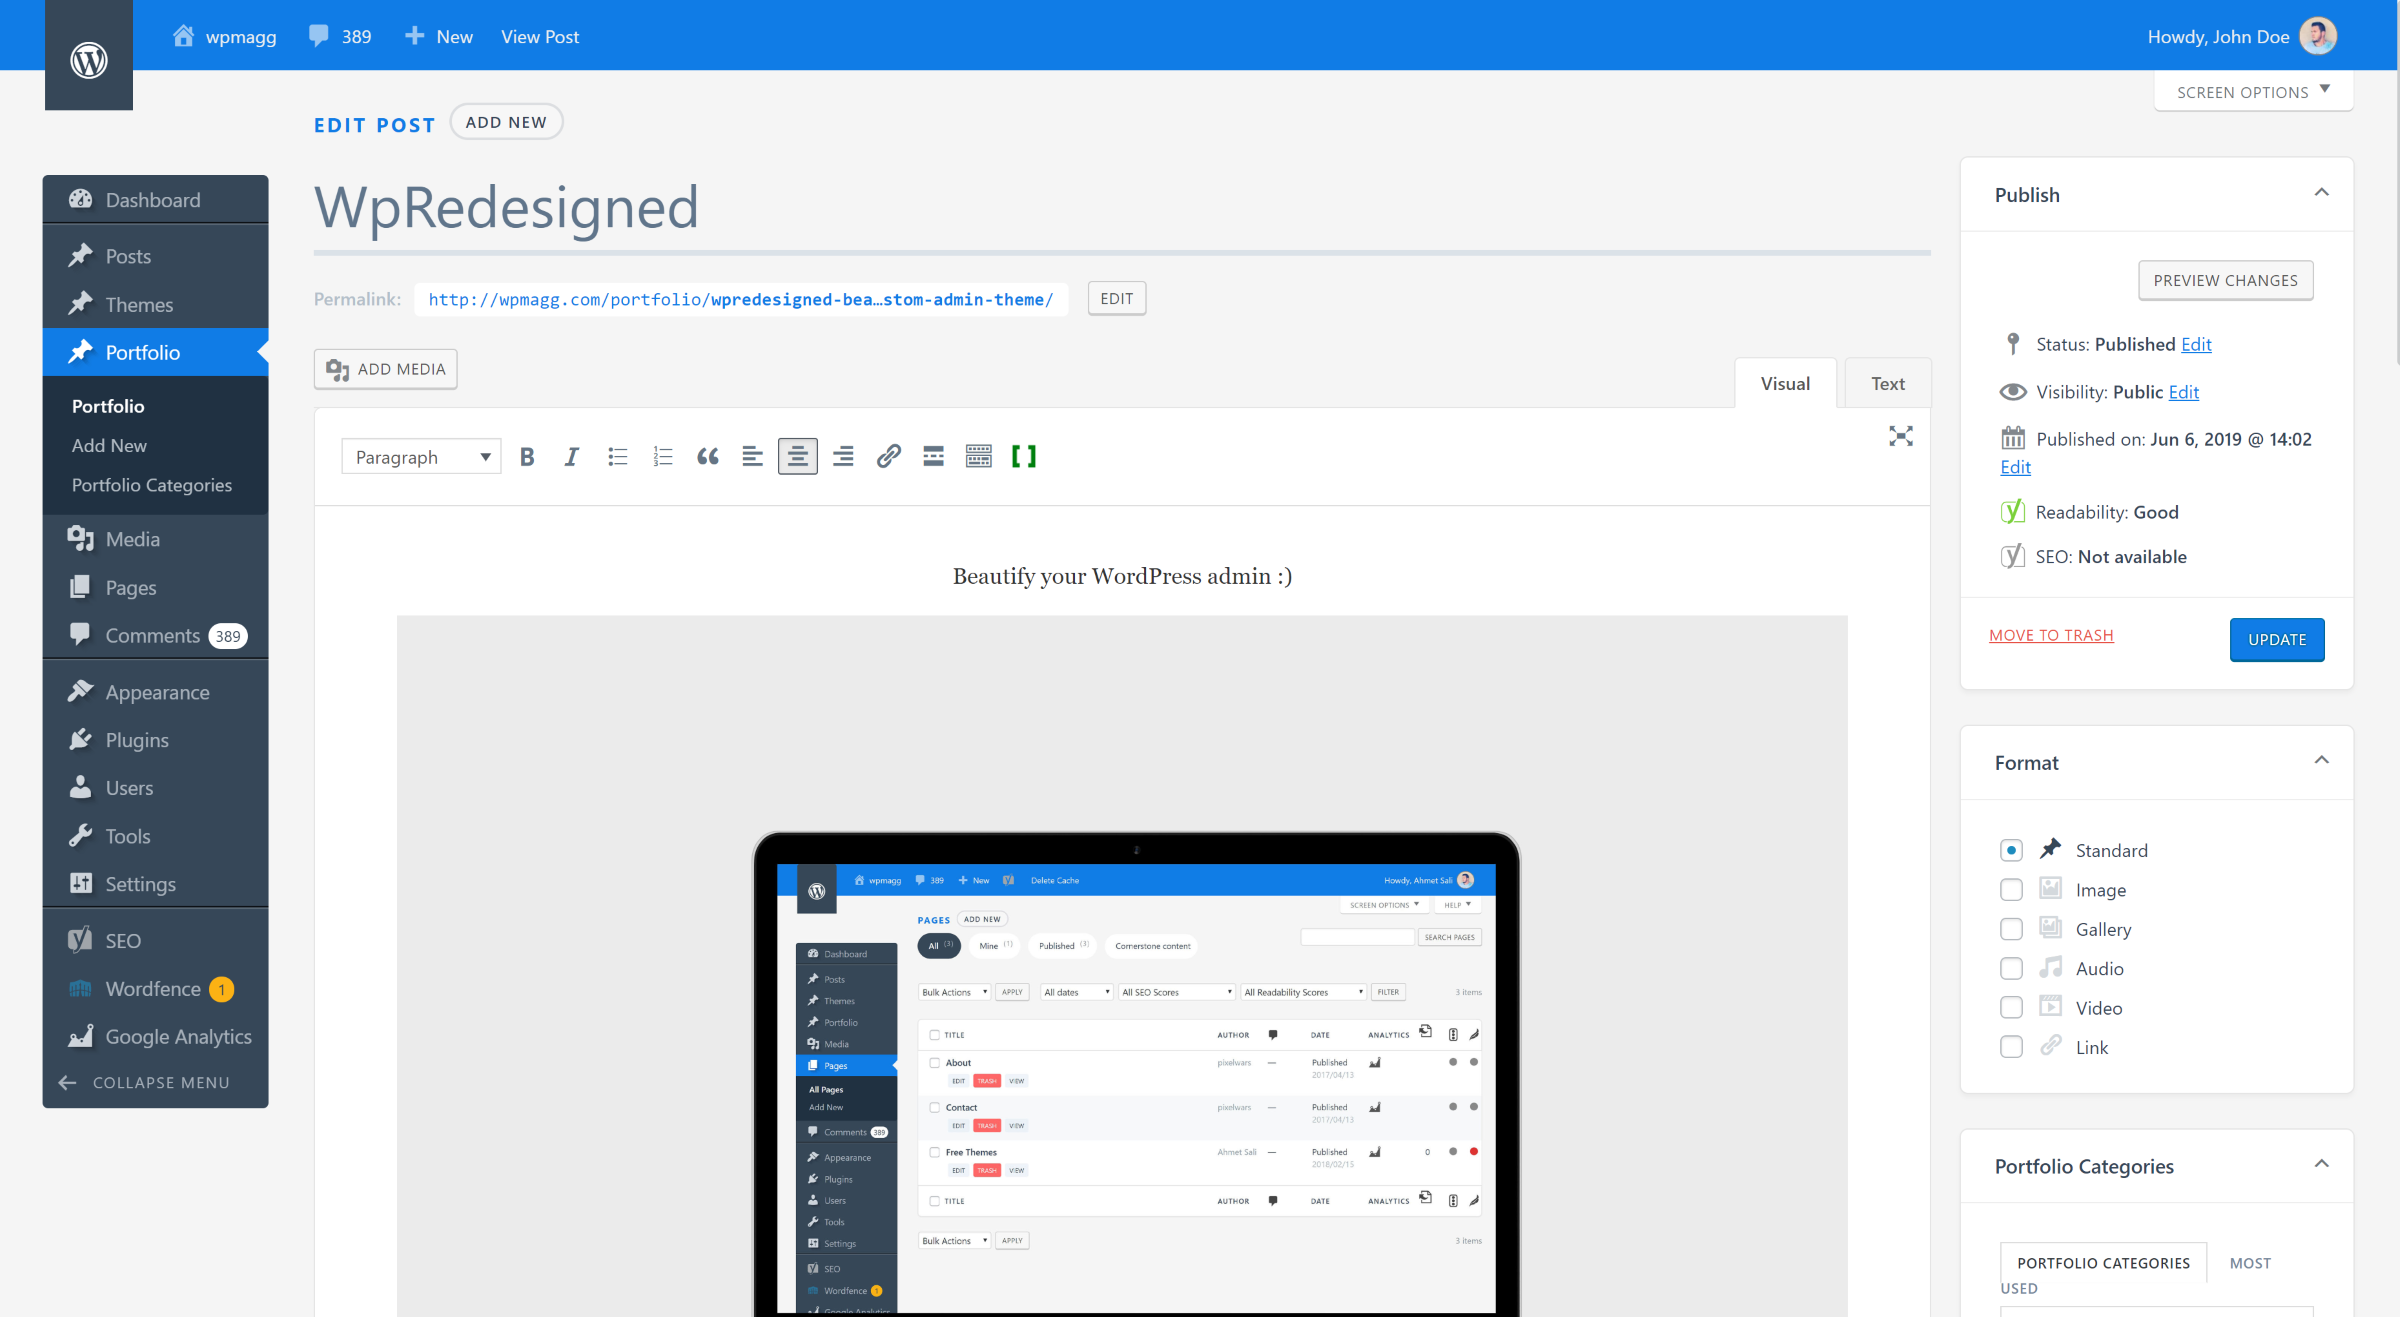 wpmagg 389 New View Post Howdy, John Doe
SCREEN OPTIONS
EDIT POST ADD NEW
WpRedesigned
Permalink: http://wpmagg.com/portfolio/wpredesigned-bea…stom-admin-theme/ EDIT
ADD MEDIA
Visual Text
Paragraph
Beautify your WordPress admin :)
Dashboard
Posts
Themes
Portfolio
Portfolio
Add New
Portfolio Categories
Media
Pages
Comments 389
Appearance
Plugins
Users
Tools
Settings
SEO
Wordfence 1
Google Analytics
COLLAPSE MENU
wpmagg 389 New Delete Cache Howdy, Ahmet Sali
SCREEN OPTIONS HELP
PAGES ADD NEW
All (3) Mine (1) Published (3) Cornerstone content
SEARCH PAGES
Bulk Actions APPLY All dates All SEO Scores All Readability Scores FILTER 3 items
TITLE AUTHOR DATE ANALYTICS
About pixelwars — Published
2017/04/13
EDIT TRASH VIEW
Contact pixelwars — Published
2017/04/13
EDIT TRASH VIEW
Free Themes Ahmet Sali — Published 0
2018/02/15
EDIT TRASH VIEW
TITLE AUTHOR DATE ANALYTICS
Bulk Actions APPLY 3 items
Dashboard
Posts
Themes
Portfolio
Media
Pages
All Pages
Add New
Comments 389
Appearance
Plugins
Users
Tools
Settings
SEO
Wordfence 1
Google Analytics
Publish
PREVIEW CHANGES
Status: Published Edit
Visibility: Public Edit
Published on: Jun 6, 2019 @ 14:02
Edit
Readability: Good
SEO: Not available
MOVE TO TRASH UPDATE
Format
Standard
Image
Gallery
Audio
Video
Link
Portfolio Categories
PORTFOLIO CATEGORIES MOST
USED